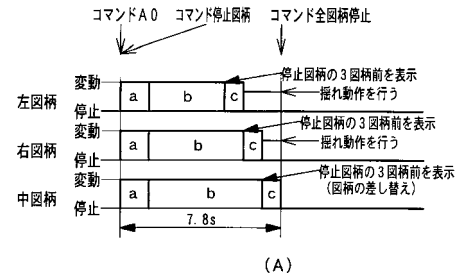 コマンドA0 コマンド停止図柄 コマンド全図柄停止
停止図柄の3図柄前を表示
左図柄 変動 停止 a b c 揺れ動作を行う
停止図柄の3図柄前を表示
右図柄 変動 停止 a b c 揺れ動作を行う
停止図柄の3図柄前を表示
(図柄の差し替え)
中図柄 変動 停止 a b c
7.8s
(A)